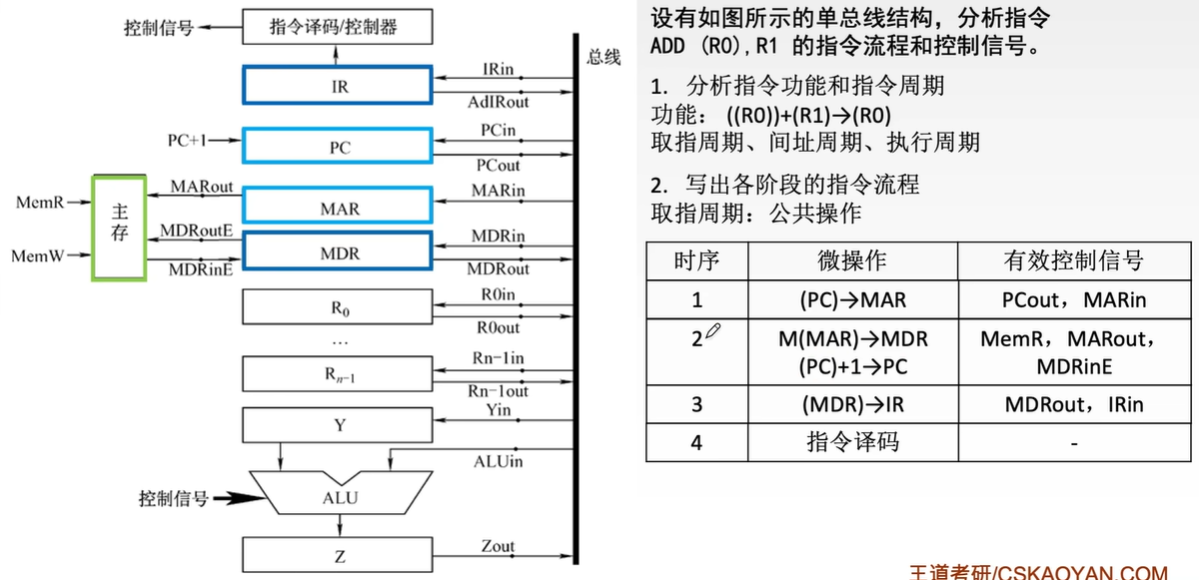 控制信号
指令译码/控制器
总线
IR
IRin
AdIRout
PC+1
PC
PCin
PCout
MemR
MemW
主存
MARout
MAR
MARin
MDRoutE
MDRinE
MDR
MDRin
MDRout
R0
R0in
R0out
...
Rn-1
Rn-1in
Rn-1out
Y
Yin
ALUin
控制信号
ALU
Z
Zout
设有如图所示的单总线结构，分析指令
ADD (R0),R1 的指令流程和控制信号。
1. 分析指令功能和指令周期
功能： ((R0))+(R1)→(R0)
取指周期、间址周期、执行周期
2. 写出各阶段的指令流程
取指周期：公共操作
时序 微操作 有效控制信号
1 (PC)→MAR PCout，MARin
2 M(MAR)→MDR MemR，MARout，
(PC)+1→PC MDRinE
3 (MDR)→IR MDRout，IRin
4 指令译码 -
王道考研/CSKAOYAN.COM